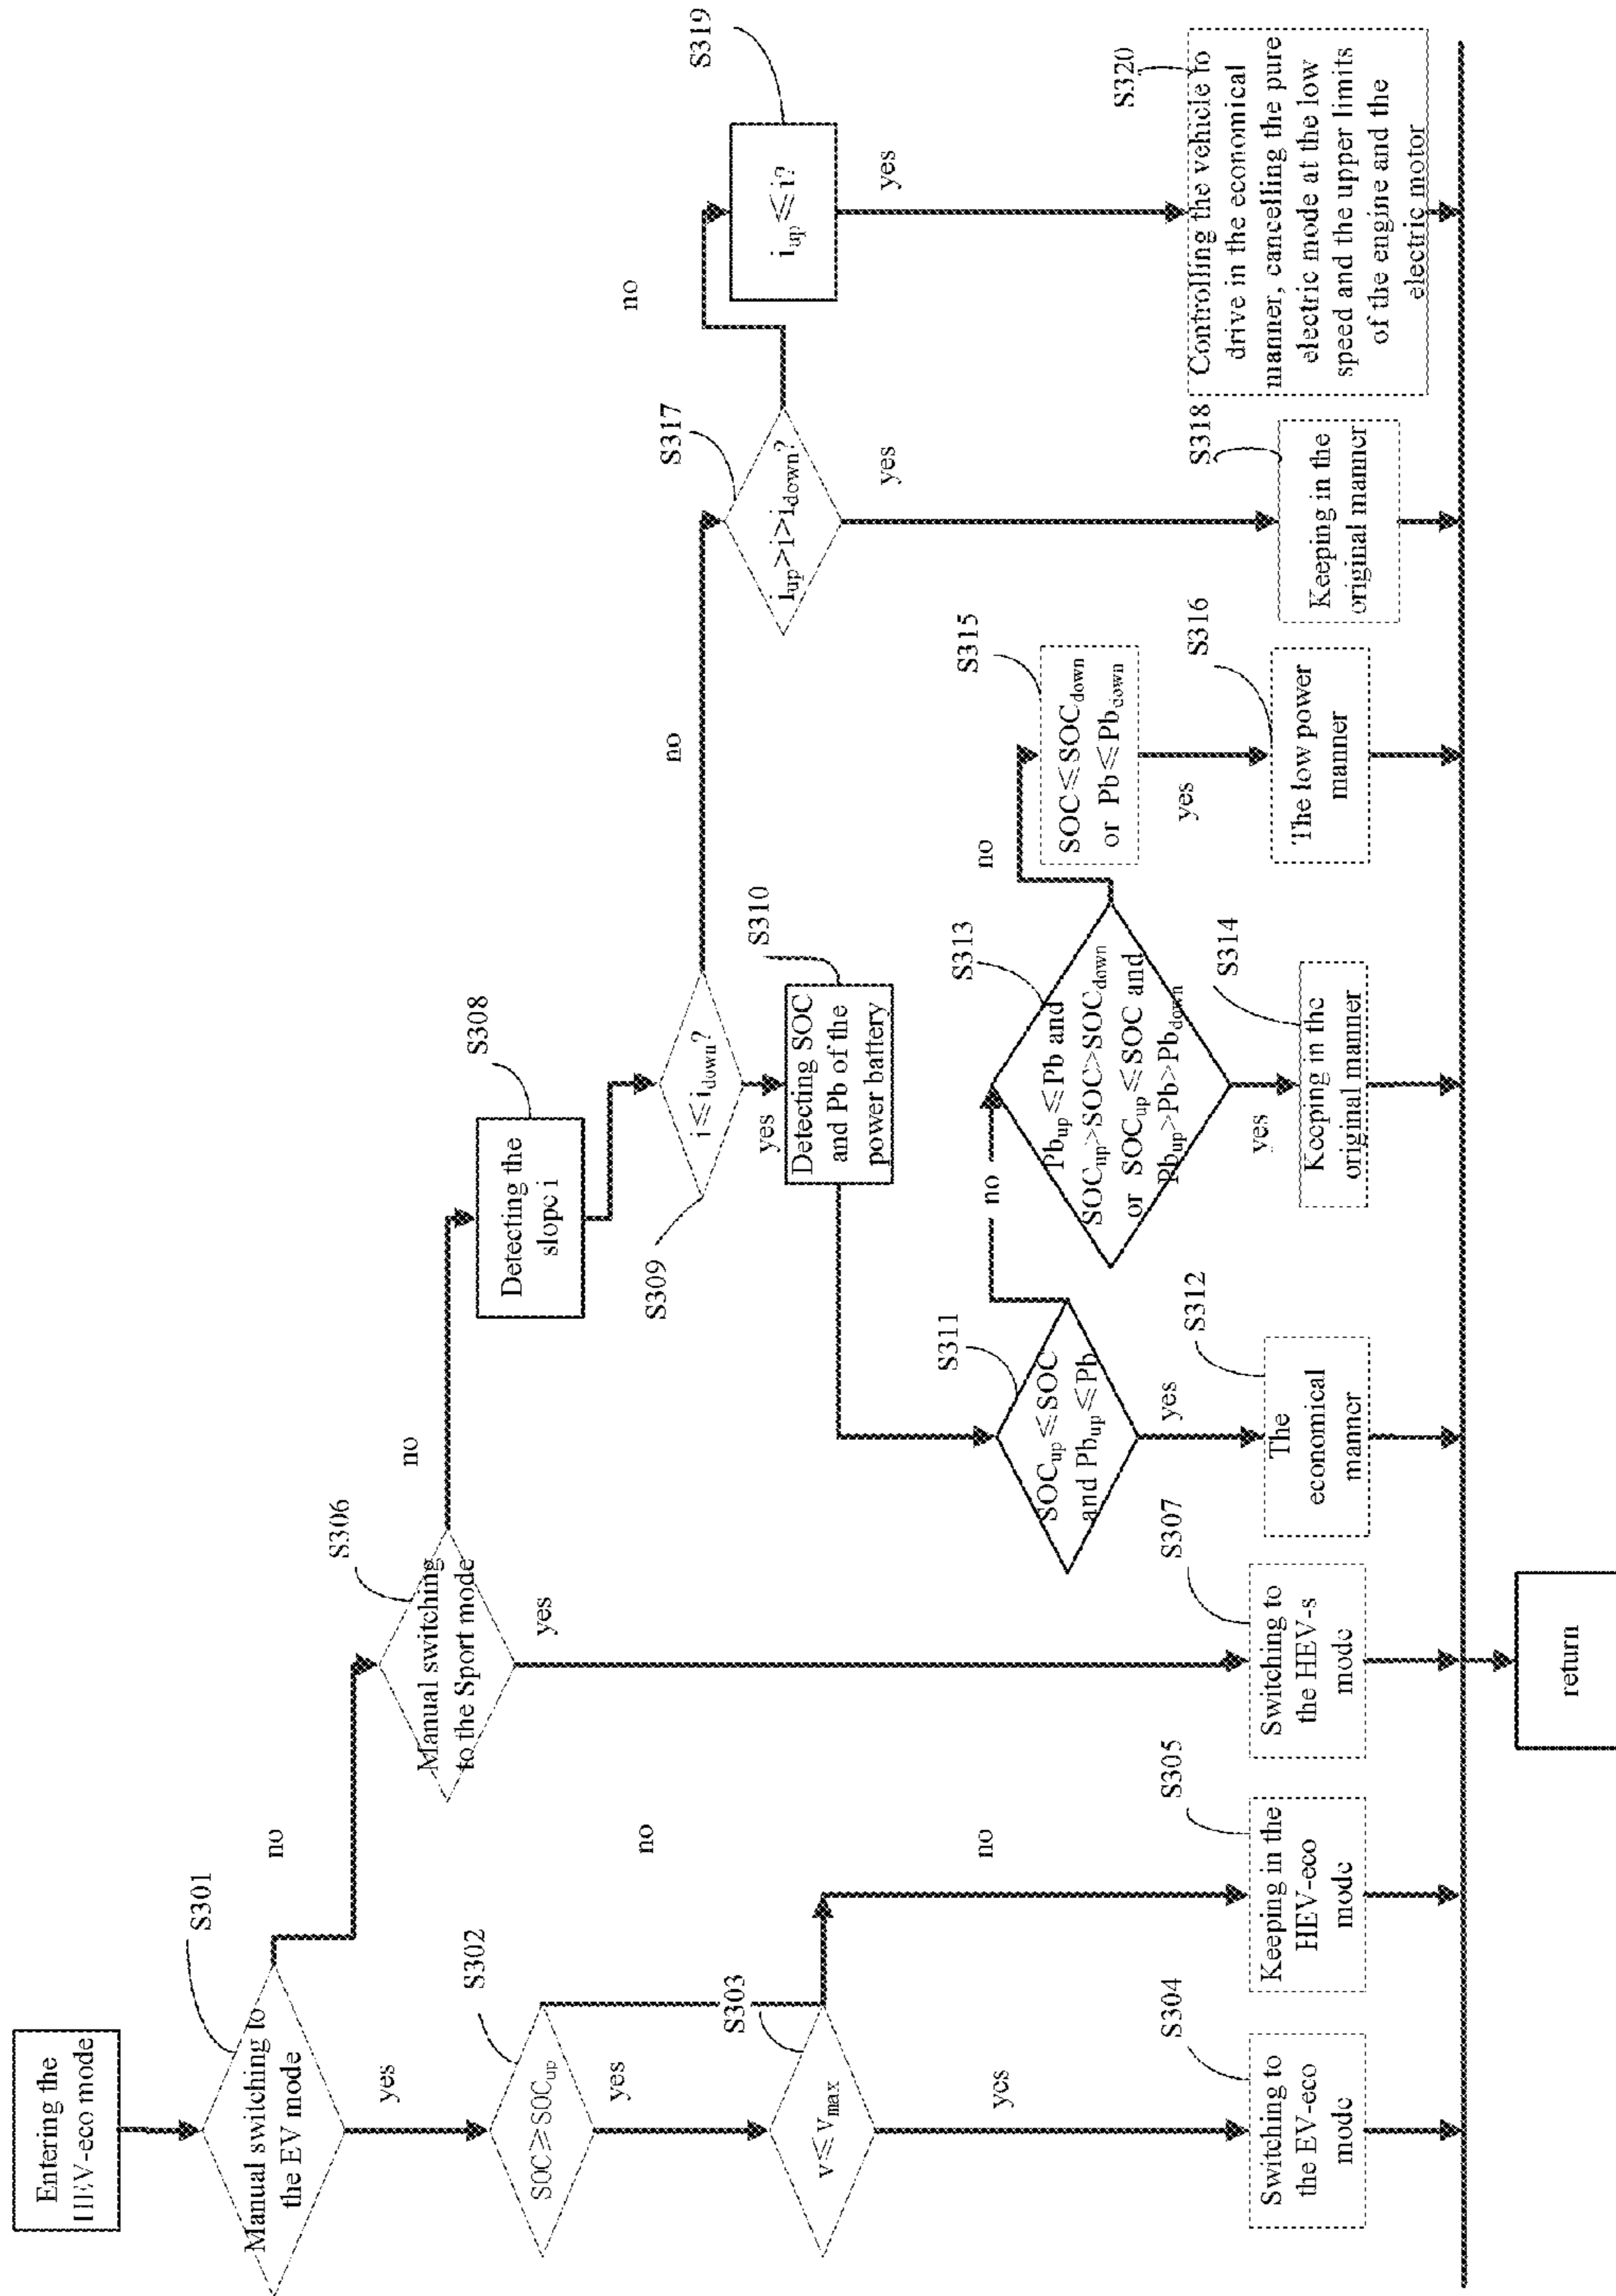 Entering the
HEV-eco mode
S301
Manual switching to
the EV mode
no
yes
S302
SOC≥SOCup
no
yes
S303
v≤Vmax
no
yes
S304
Switching to
the EV-eco
mode
S305
Keeping in the
HEV-eco
mode
S306
Manual switching
to the Sport mode
no
yes
S307
Switching to
the HEV-s
mode
S308
Detecting the
slope i
S309
i≤idown?
no
yes
S310
Detecting SOC
and Pb of the
power battery
S311
SOCup≤SOC
and Pbup≤Pb
no
yes
S312
The
economical
manner
S313
Pbup≤Pb and
SOCup>SOC>SOCdown
or SOCup≤SOC and
Pbup>Pb>Pbdown
no
yes
S314
Keeping in the
original manner
S315
SOC≤SOCdown
or Pb≤Pbdown
yes
S316
The low power
manner
S317
iup>i>idown?
no
yes
S318
Keeping in the
original manner
S319
iup≤i?
yes
S320
Controlling the vehicle to
drive in the economical
manner, cancelling the pure
electric mode at the low
speed and the upper limits
of the engine and the
electric motor
return